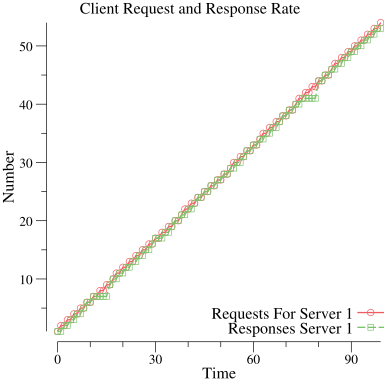 Client Request and Response Rate
50
40
30
20
10
Number
Requests For Server 1
Responses Server 1
0
30
60
90
Time